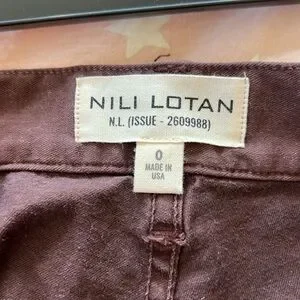 NILI LOTAN
N.L. (ISSUE - 2609988)
0
MADE IN
USA